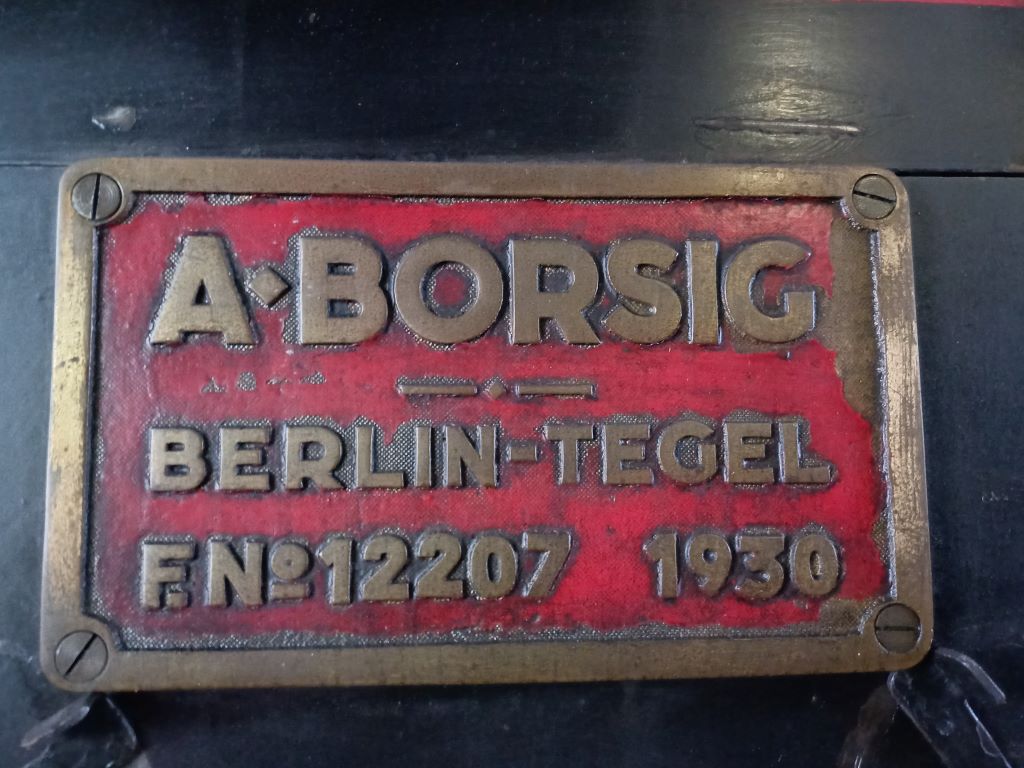 A·BORSIG
BERLIN-TEGEL
F.Nº 12207 1930